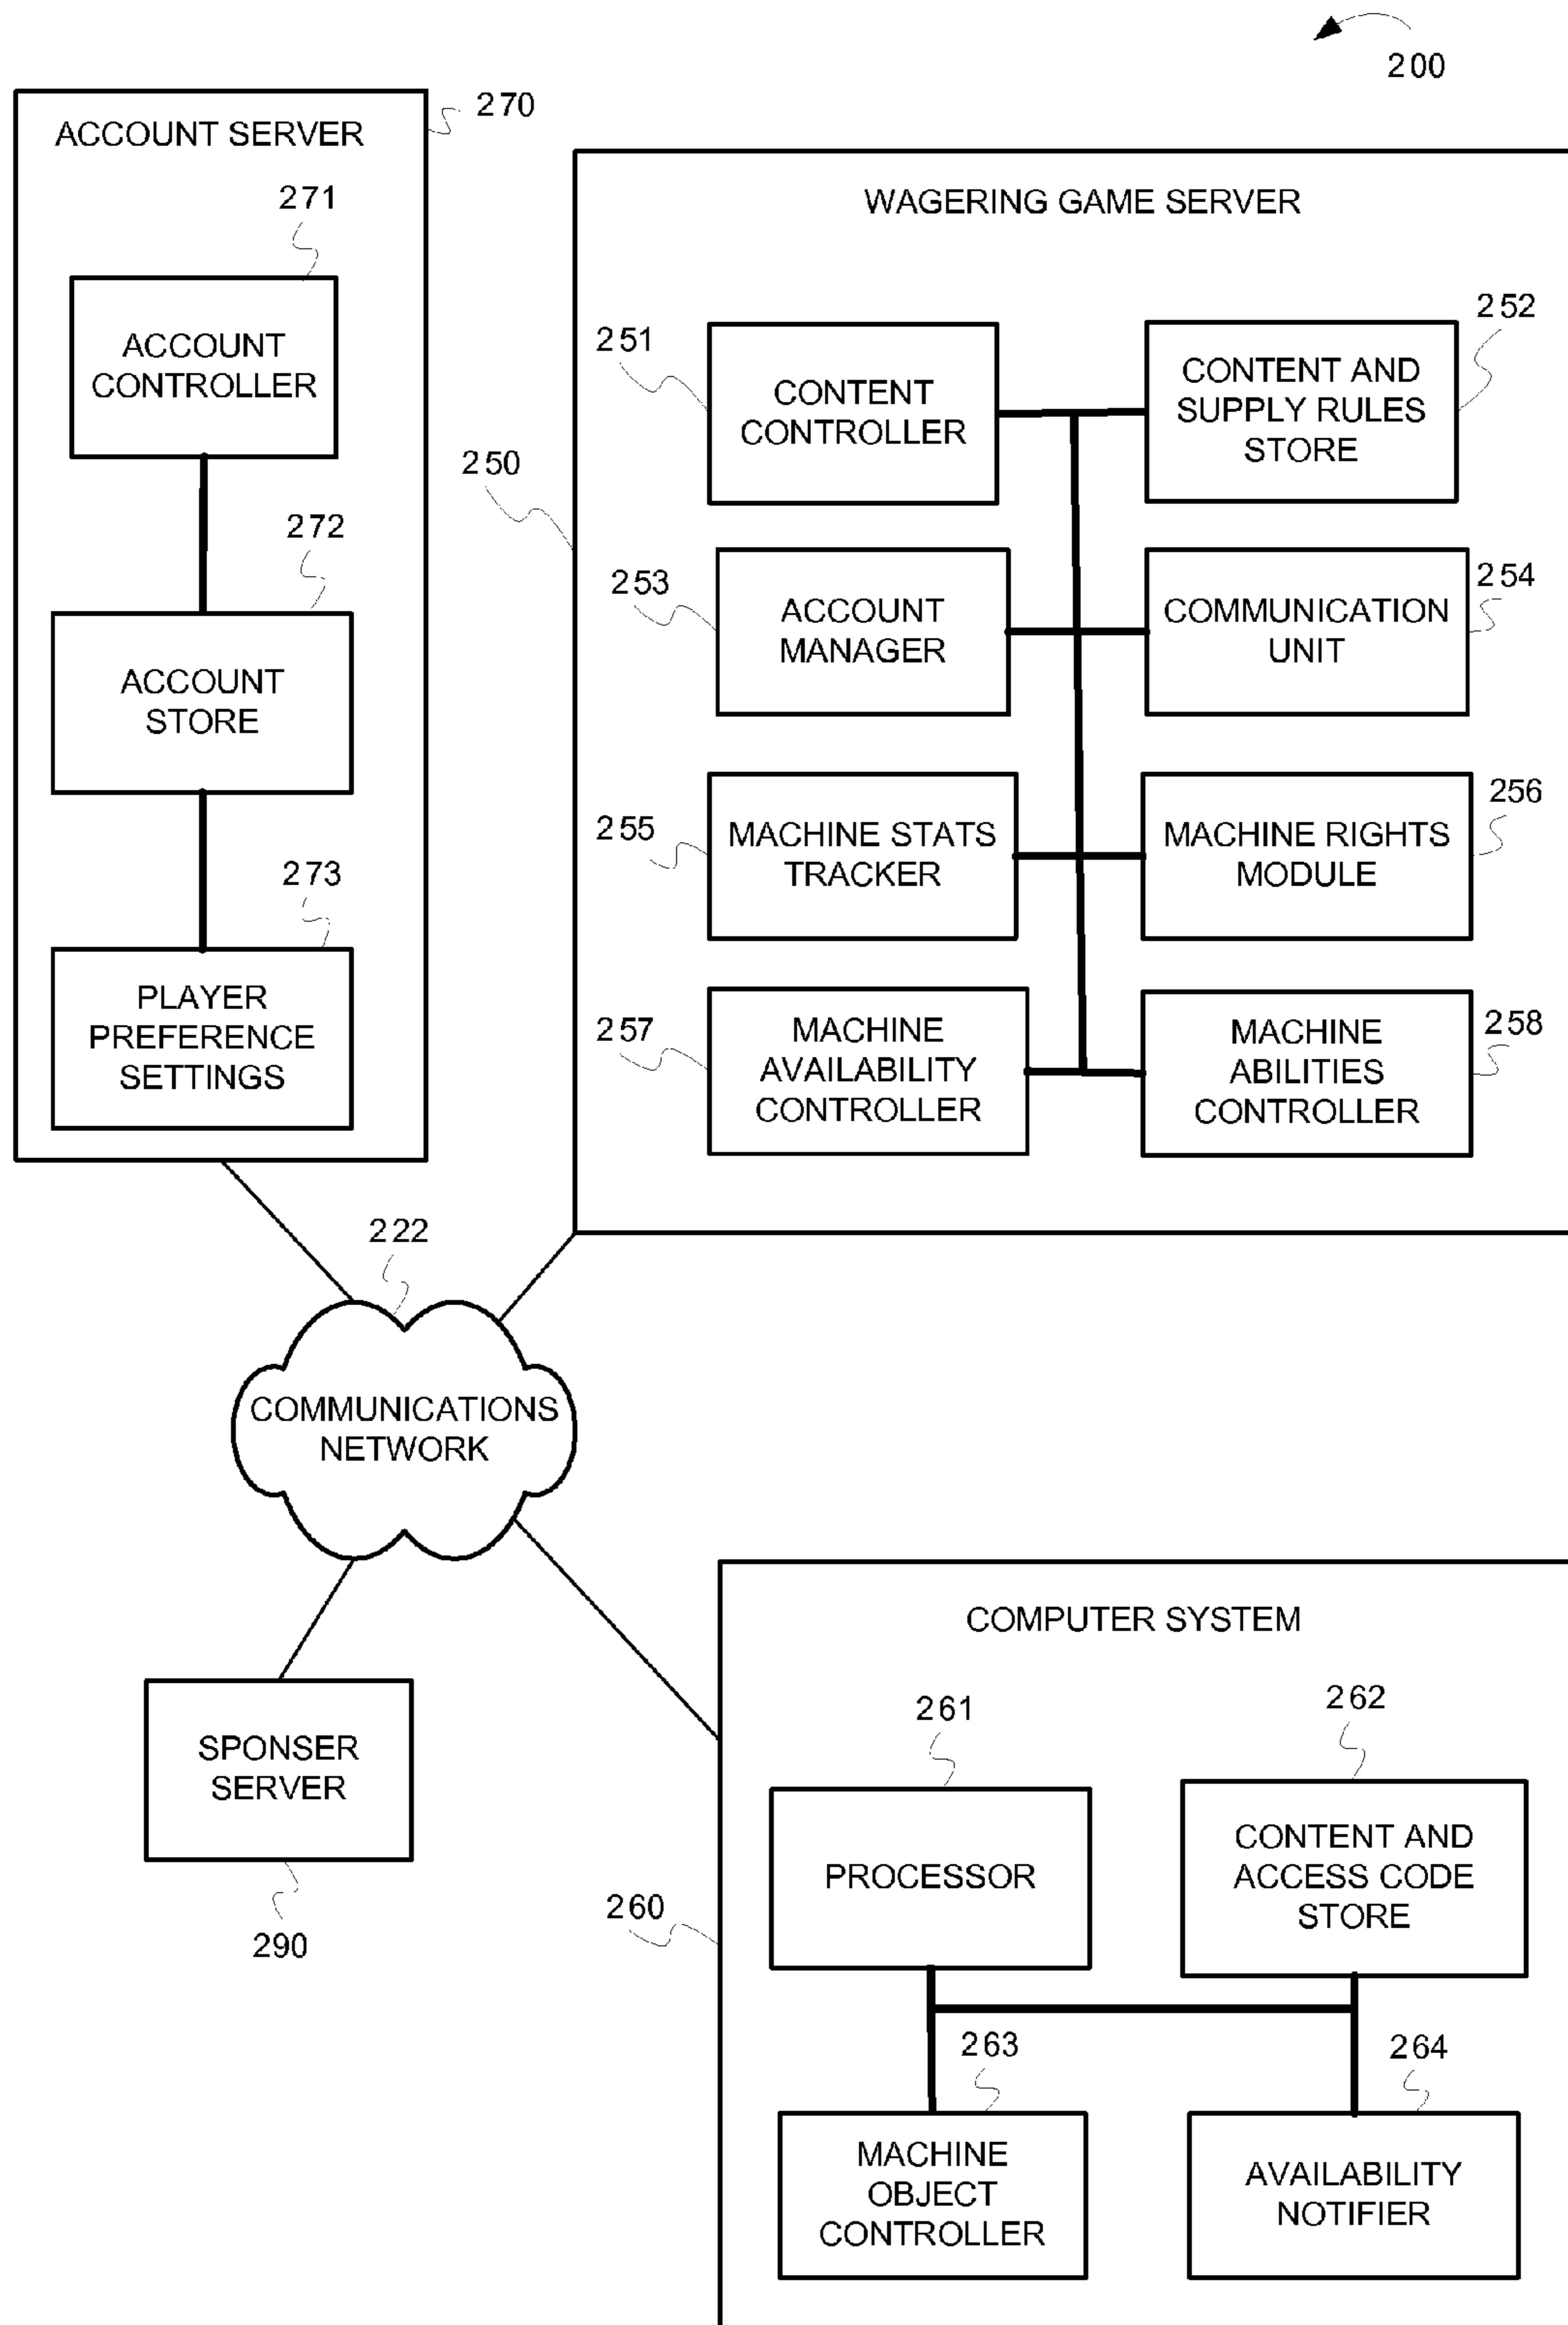 200
270
ACCOUNT SERVER
271
ACCOUNT
CONTROLLER
272
ACCOUNT
STORE
273
PLAYER
PREFERENCE
SETTINGS
250
WAGERING GAME SERVER
251
CONTENT
CONTROLLER
252
CONTENT AND
SUPPLY RULES
STORE
253
ACCOUNT
MANAGER
254
COMMUNICATION
UNIT
255
MACHINE STATS
TRACKER
256
MACHINE RIGHTS
MODULE
257
MACHINE
AVAILABILITY
CONTROLLER
258
MACHINE
ABILITIES
CONTROLLER
222
COMMUNICATIONS
NETWORK
SPONSER
SERVER
290
260
COMPUTER SYSTEM
261
PROCESSOR
262
CONTENT AND
ACCESS CODE
STORE
263
MACHINE
OBJECT
CONTROLLER
264
AVAILABILITY
NOTIFIER